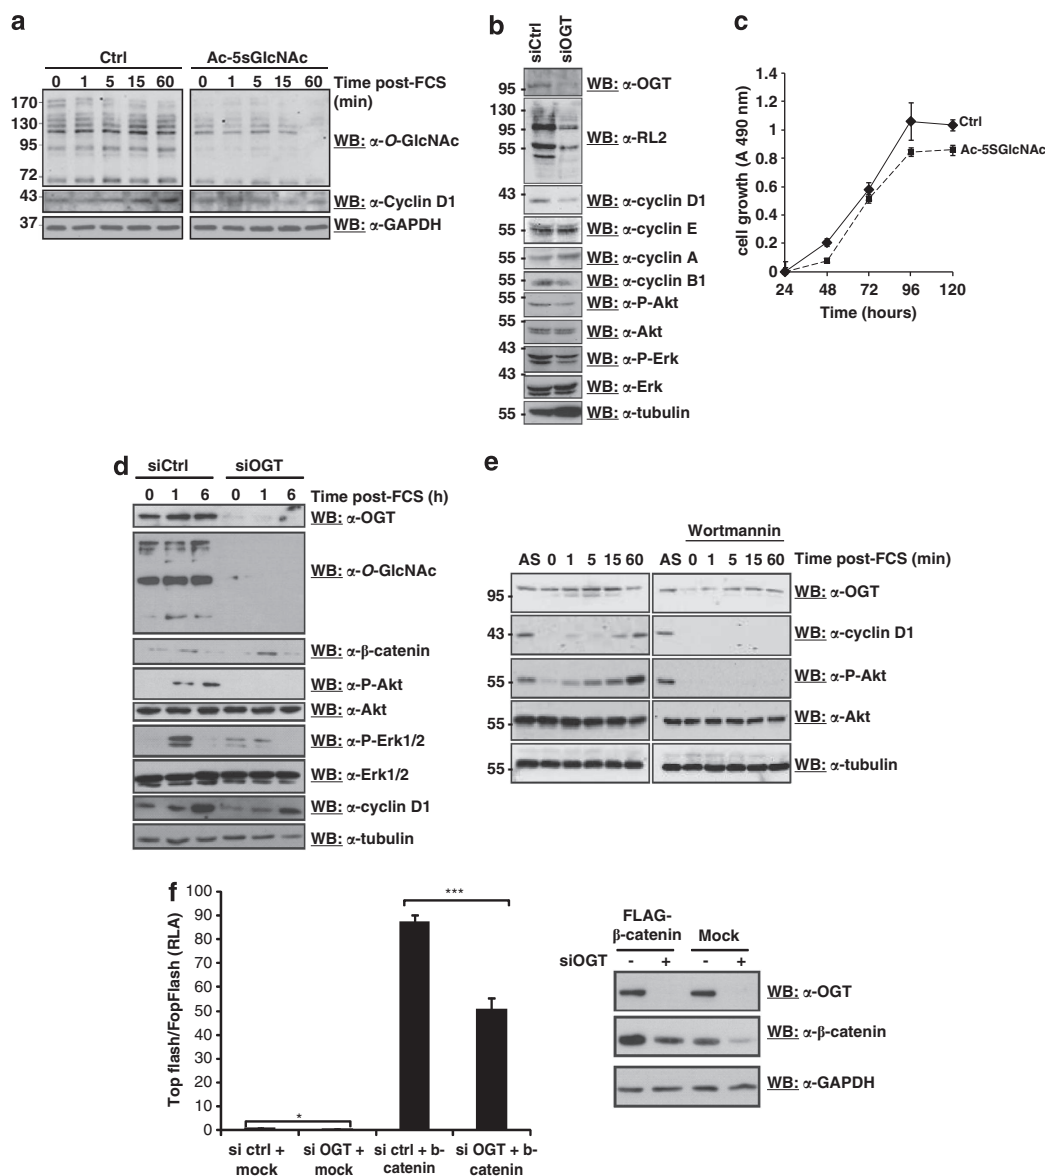 a
Ctrl Ac-5sGlcNAc
0 1 5 15 60 0 1 5 15 60 Time post-FCS (min)
170
130
95
72
WB: α-O-GlcNAc
43
WB: α-Cyclin D1
37
WB: α-GAPDH
b
siCtrl siOGT
95 WB: α-OGT
130
95
55
WB: α-RL2
43 WB: α-cyclin D1
55 WB: α-cyclin E
55 WB: α-cyclin A
55 WB: α-cyclin B1
55 WB: α-P-Akt
55 WB: α-Akt
43 WB: α-P-Erk
43 WB: α-Erk
55 WB: α-tubulin
c
cell growth (A 490 nm)
1.4
1.2
1
0.8
0.6
0.4
0.2
0
24 48 72 96 120
Time (hours)
Ctrl
Ac-5SGlcNAc
d
siCtrl siOGT
0 1 6 0 1 6 Time post-FCS (h)
WB: α-OGT
WB: α-O-GlcNAc
WB: α-β-catenin
WB: α-P-Akt
WB: α-Akt
WB: α-P-Erk1/2
WB: α-Erk1/2
WB: α-cyclin D1
WB: α-tubulin
e
Wortmannin
AS 0 1 5 15 60 AS 0 1 5 15 60 Time post-FCS (min)
95 WB: α-OGT
43 WB: α-cyclin D1
55 WB: α-P-Akt
55 WB: α-Akt
55 WB: α-tubulin
f
Top flash/FopFlash (RLA)
100
90
80
70
60
50
40
30
20
10
0
*
***
si ctrl + mock
si OGT + mock
si ctrl + b-catenin
si OGT + b-catenin
FLAG-β-catenin Mock
siOGT - + - +
WB: α-OGT
WB: α-β-catenin
WB: α-GAPDH